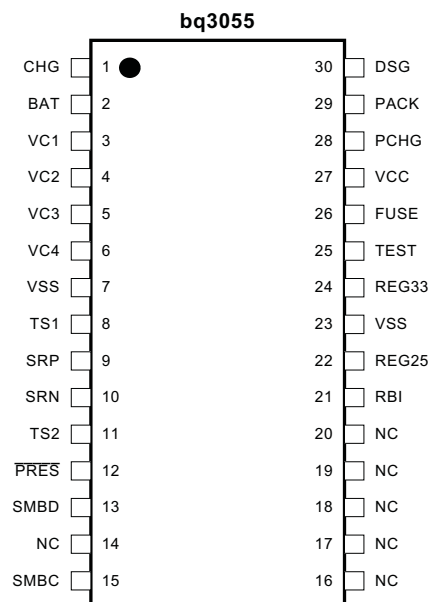 bq3055
CHG 1 30 DSG
BAT 2 29 PACK
VC1 3 28 PCHG
VC2 4 27 VCC
VC3 5 26 FUSE
VC4 6 25 TEST
VSS 7 24 REG33
TS1 8 23 VSS
SRP 9 22 REG25
SRN 10 21 RBI
TS2 11 20 NC
PRES 12 19 NC
SMBD 13 18 NC
NC 14 17 NC
SMBC 15 16 NC